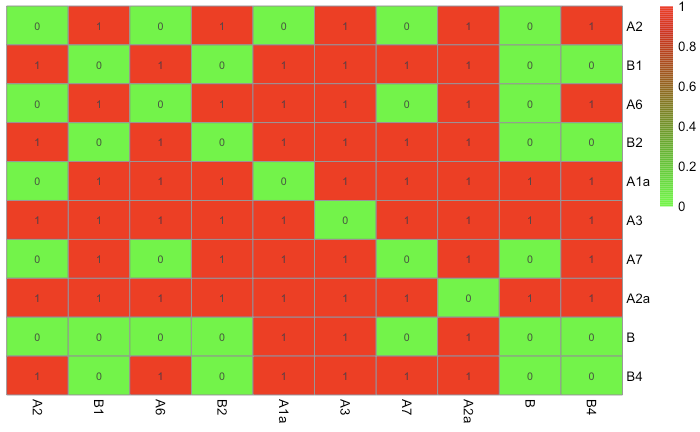 0 1 0 1 0 1 0 1 0 1 A2
1 0 1 0 1 1 1 1 0 0 B1
0 1 0 1 1 1 0 1 0 1 A6
1 0 1 0 1 1 1 1 0 0 B2
0 1 1 1 0 1 1 1 1 1 A1a
1 1 1 1 1 0 1 1 1 1 A3
0 1 0 1 1 1 0 1 0 1 A7
1 1 1 1 1 1 1 0 1 1 A2a
0 0 0 0 1 1 0 1 0 0 B
1 0 1 0 1 1 1 1 0 0 B4
A2 B1 A6 B2 A1a A3 A7 A2a B B4
1
0.8
0.6
0.4
0.2
0